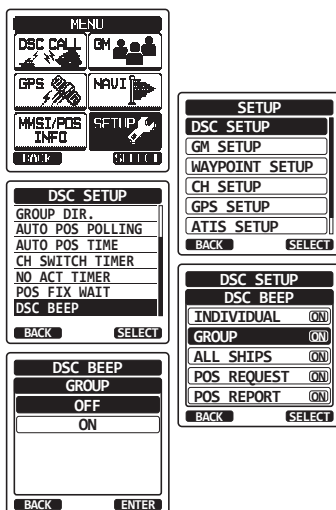 MENU
DSC CALL GM
GPS NAVI
MMSI/POS INFO SETUP
BACK SELECT
SETUP
DSC SETUP
GM SETUP
WAYPOINT SETUP
CH SETUP
GPS SETUP
ATIS SETUP
BACK SELECT
DSC SETUP
GROUP DIR.
AUTO POS POLLING
AUTO POS TIME
CH SWITCH TIMER
NO ACT TIMER
POS FIX WAIT
DSC BEEP
BACK SELECT
DSC SETUP
DSC BEEP
INDIVIDUAL ON
GROUP ON
ALL SHIPS ON
POS REQUEST ON
POS REPORT ON
BACK SELECT
DSC BEEP
GROUP
OFF
ON
BACK ENTER